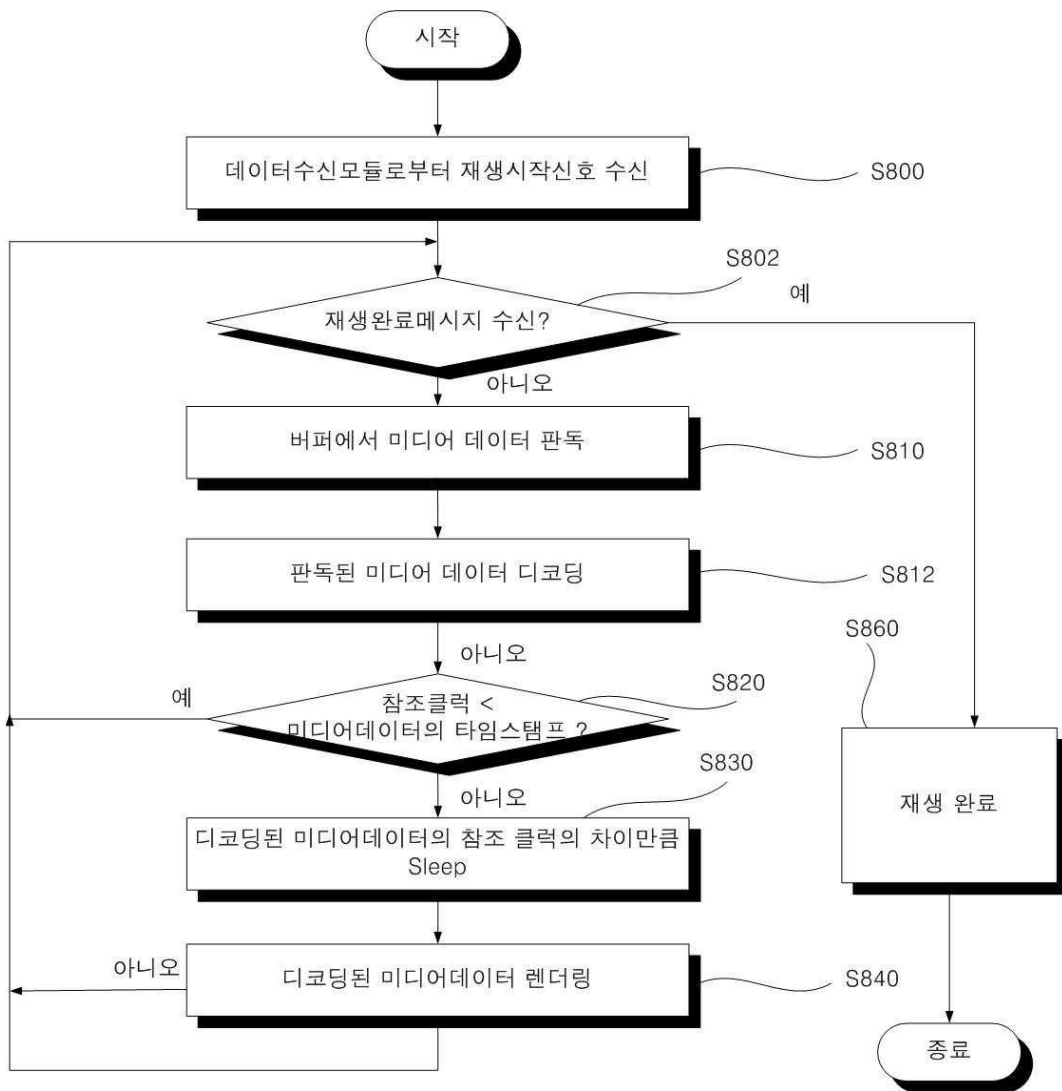 시작
데이터수신모듈로부터 재생시작신호 수신
S800
S802
예
재생완료메시지 수신?
아니오
버퍼에서 미디어 데이터 판독
S810
판독된 미디어 데이터 디코딩
S812
아니오
S860
예
참조클럭 <
미디어데이터의 타임스탬프 ?
S820
S830
아니오
재생 완료
디코딩된 미디어데이터의 참조 클럭의 차이만큼
Sleep
아니오
디코딩된 미디어데이터 렌더링
S840
종료